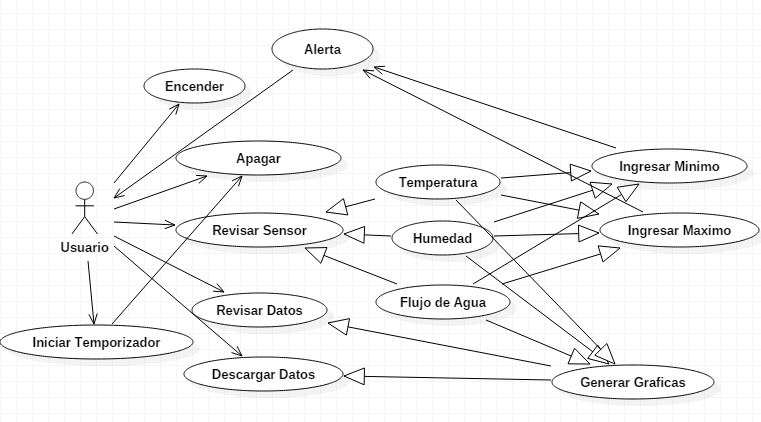 Alerta
Encender
Apagar
Temperatura
Ingresar Minimo
Usuario
Revisar Sensor
Humedad
Ingresar Maximo
Revisar Datos
Flujo de Agua
Iniciar Temporizador
Descargar Datos
Generar Graficas